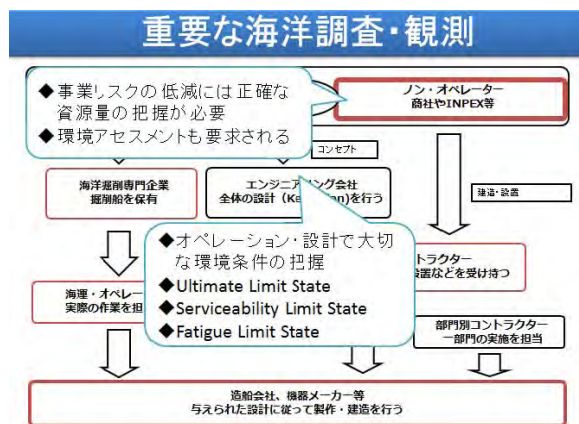 重要な海洋調査・観測
◆事業リスクの低減には正確な
資源量の把握が必要
◆環境アセスメントも要求される
ノン・オペレーター
商社やINPEX等
コンセプト
海洋掘削専門企業
掘削船を保有
エンジニアリング会社
全体の設計（Ke
n)を行う
建造・設置
◆オペレーション・設計で大切
な環境条件の把握
◆Ultimate Limit State
◆Serviceability Limit State
◆Fatigue Limit State
トラクター
置などを受け持つ
海運・オペレー
実際の作業を担
部門別コントラクター
一部門の実施を担当
造船会社、機器メーカー等
与えられた設計に従って製作・建造を行う